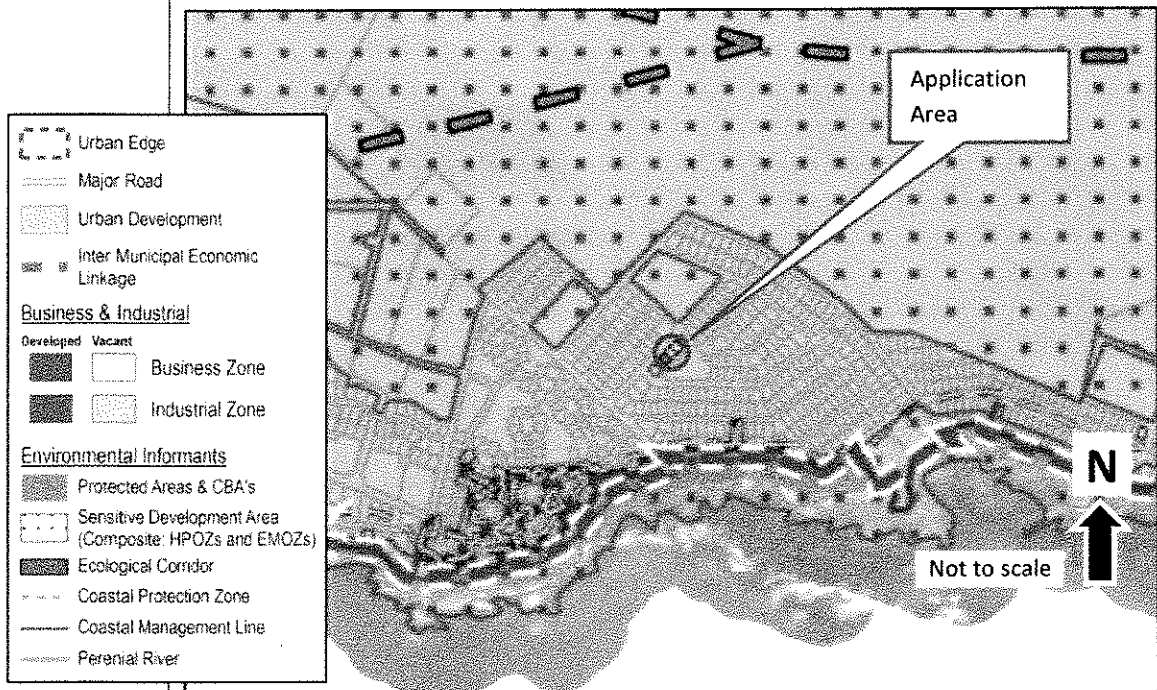 Application
Area
Urban Edge
Major Road
Urban Development
Inter Municipal Economic
Linkage
Business & Industrial
Developed Vacant
Business Zone
Industrial Zone
Environmental Informants
Protected Areas & CBA's
Sensitive Development Area
(Composite: HPOZs and EMOZs)
Ecological Corridor
Coastal Protection Zone
Coastal Management Line
Perenial River
N
Not to scale